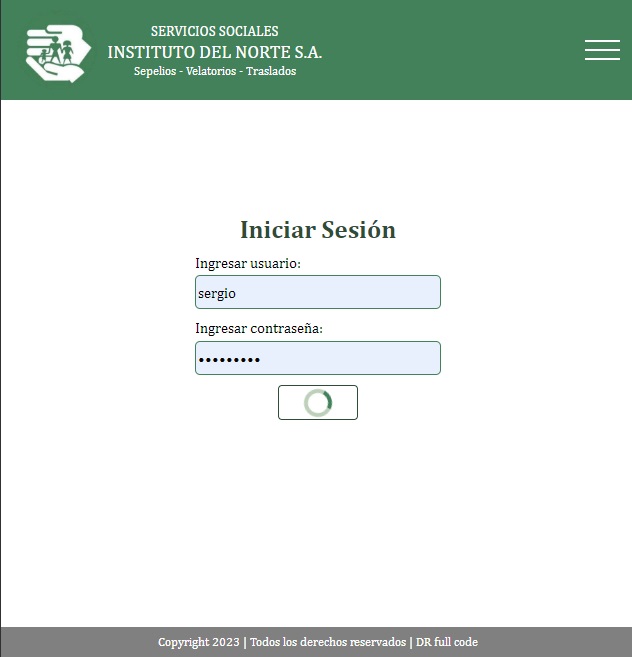 SERVICIOS SOCIALES
INSTITUTO DEL NORTE S.A.
Sepelios - Velatorios - Traslados
Iniciar Sesión
Ingresar usuario:
sergio
Ingresar contraseña:
•••••••••
Copyright 2023 | Todos los derechos reservados | DR full code